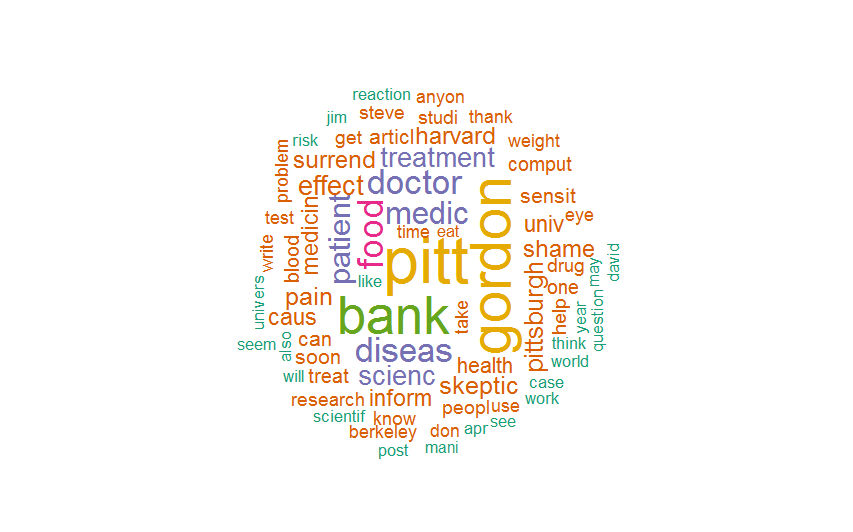 reaction
anyon
jim
steve
studi
thank
risk
get
articl
harvard
weight
problem
surrend
treatment
comput
effect
doctor
sensit
test
medicin
patient
food
medic
gordon
univ
eye
write
blood
time
eat
pitt
shame
david
like
drug
may
pain
one
univers
caus
bank
take
pittsburgh
help
year
question
seem
also
can
soon
diseas
think
world
will
treat
scienc
health
skeptic
case
research
inform
peopl
use
work
scientif
know
berkeley
don
apr
see
post
mani